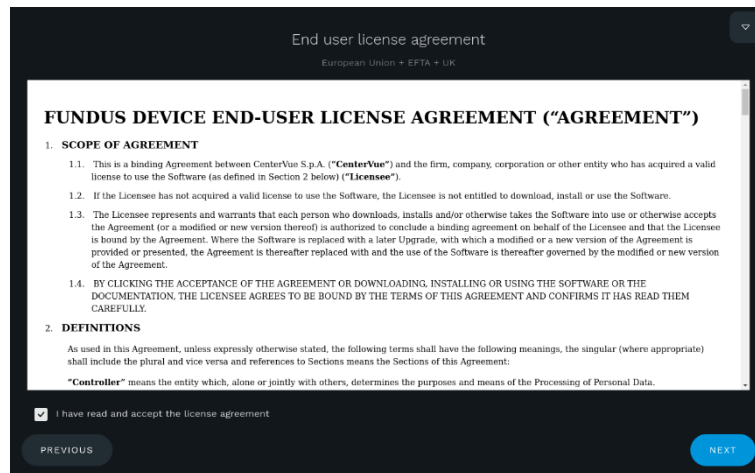 End user license agreement
European Union + EFTA + UK
FUNDUS DEVICE END-USER LICENSE AGREEMENT (“AGREEMENT”)
1. SCOPE OF AGREEMENT
1.1. This is a binding Agreement between CenterVue S.p.A. (“CenterVue”) and the firm, company, corporation or other entity who has acquired a valid
license to use the Software (as defined in Section 2 below) (“Licensee”).
1.2. If the Licensee has not acquired a valid license to use the Software, the Licensee is not entitled to download, install or use the Software.
1.3. The Licensee represents and warrants that each person who downloads, installs and/or otherwise takes the Software into use or otherwise accepts
the Agreement (or a modified or new version thereof) is authorized to conclude a binding agreement on behalf of the Licensee and that the Licensee
is bound by the Agreement. Where the Software is replaced with a later Upgrade, with which a modified or a new version of the Agreement is
provided or presented, the Agreement is thereafter replaced with and the use of the Software is thereafter governed by the modified or new version
of the Agreement.
1.4. BY CLICKING THE ACCEPTANCE OF THE AGREEMENT OR DOWNLOADING, INSTALLING OR USING THE SOFTWARE OR THE
DOCUMENTATION, THE LICENSEE AGREES TO BE BOUND BY THE TERMS OF THIS AGREEMENT AND CONFIRMS IT HAS READ THEM
CAREFULLY.
2. DEFINITIONS
As used in this Agreement, unless expressly otherwise stated, the following terms shall have the following meanings, the singular (where appropriate)
shall include the plural and vice versa and references to Sections means the Sections of this Agreement:
“Controller” means the entity which, alone or jointly with others, determines the purposes and means of the Processing of Personal Data.
I have read and accept the license agreement
PREVIOUS
NEXT